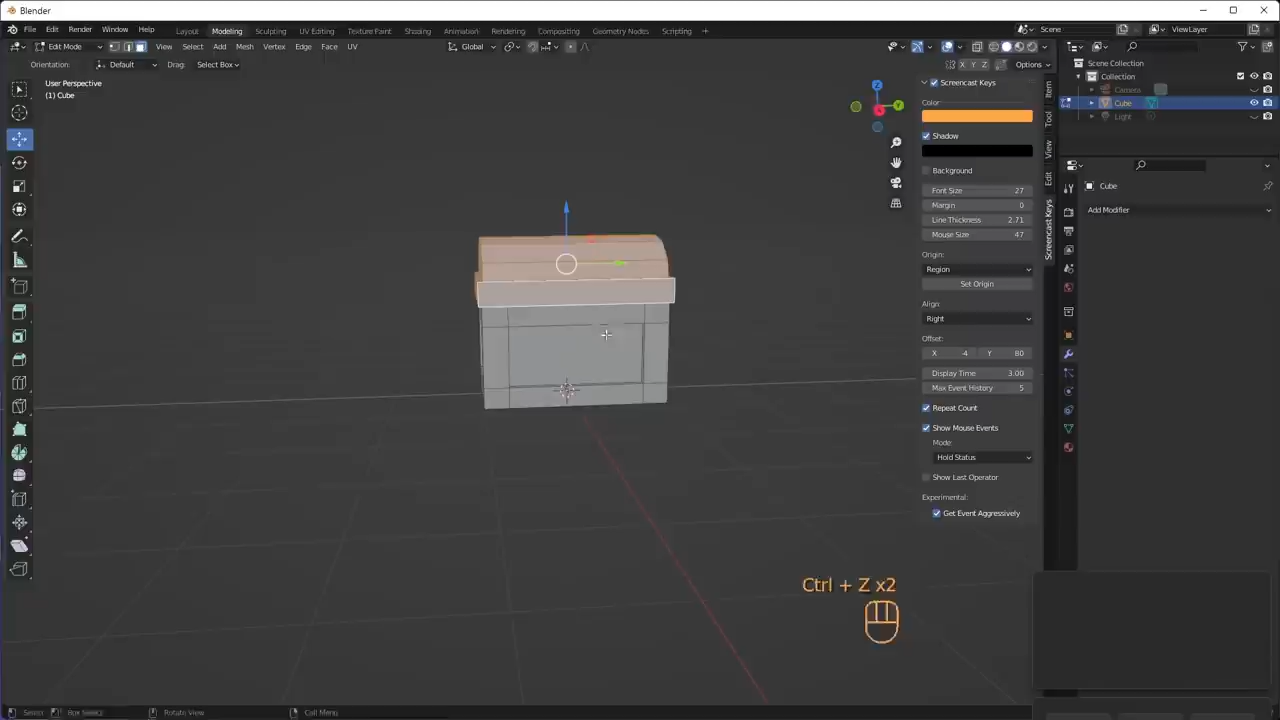 Blender
File Edit Render Window Help Layout Modeling Sculpting UV Editing Texture Paint Shading Animation Rendering Compositing Geometry Nodes Scripting + Scene ViewLayer
Edit Mode View Select Add Mesh Vertex Edge Face UV Global
Orientation: Default Drag: Select Box X Y Z Options
User Perspective
(1) Cube
Z
Y
Screencast Keys
Color:
Shadow
Background
Font Size 27
Margin 0
Line Thickness 2.71
Mouse Size 47
Origin:
Region
Set Origin
Align:
Right
Offset:
X -4 Y 80
Display Time 3.00
Max Event History 5
Repeat Count
Show Mouse Events
Mode:
Hold Status
Show Last Operator
Experimental:
Get Event Aggressively
Item
Tool
View
Edit
Screencast Keys
Scene Collection
Collection
Camera
Cube
Light
Cube
Add Modifier
Ctrl + Z x2
Select Box Select Rotate View Call Menu